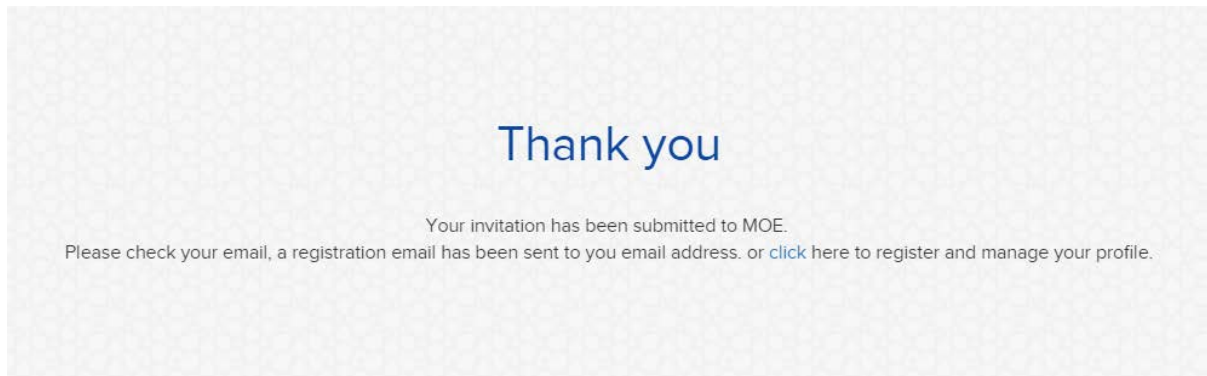 Thank you
Your invitation has been submitted to MOE.
Please check your email, a registration email has been sent to you email address. or click here to register and manage your profile.